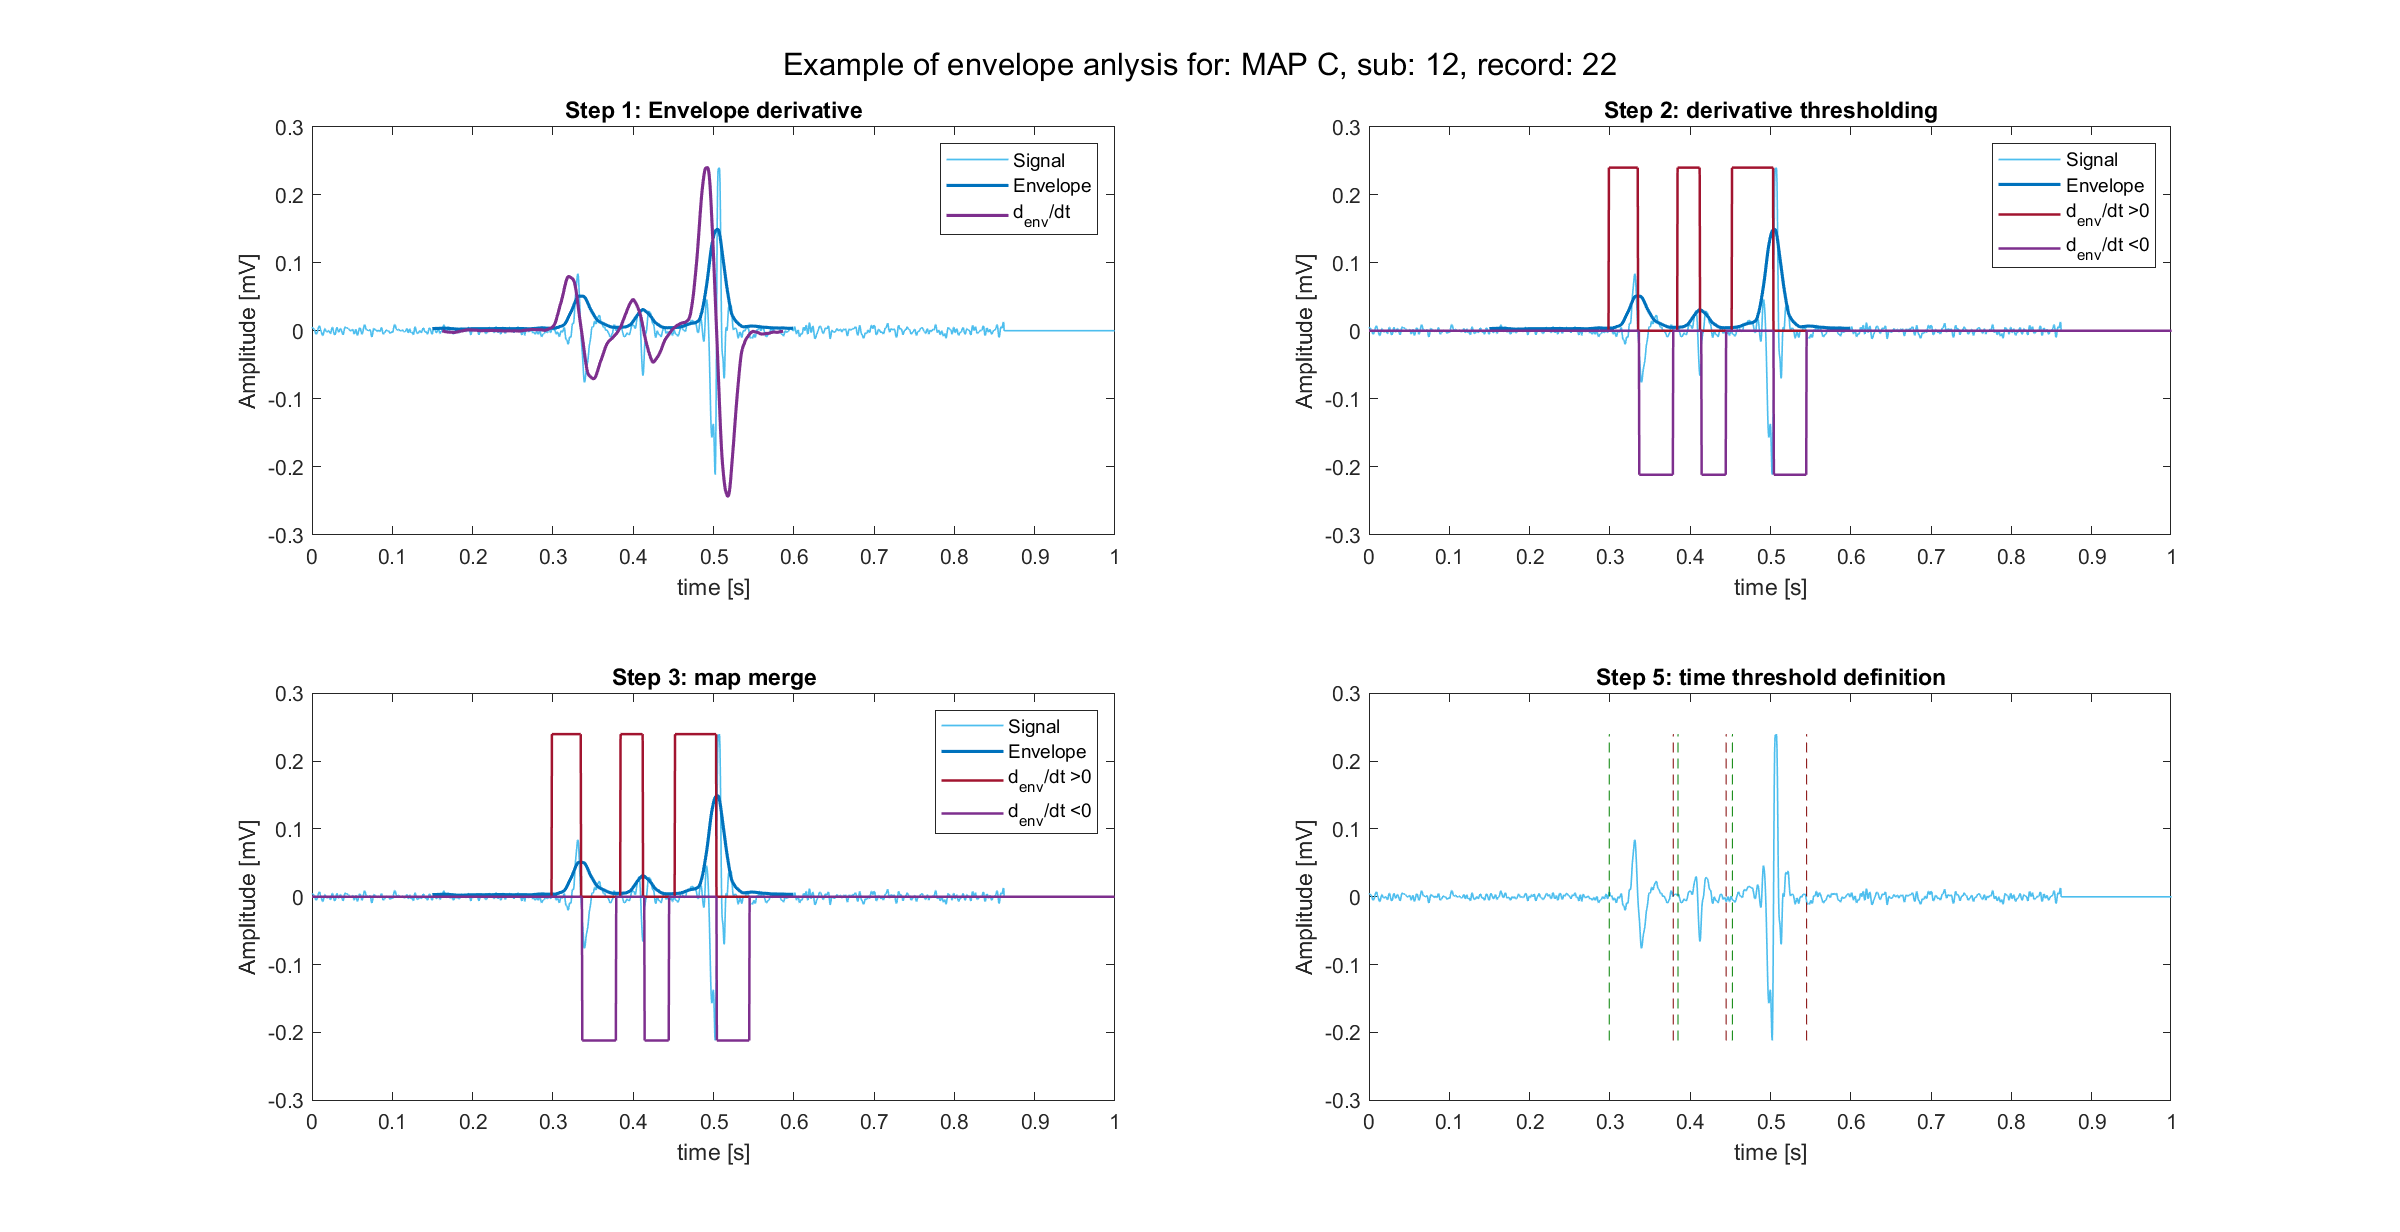 Example of envelope anlysis for: MAP C, sub: 12, record: 22
Step 1: Envelope derivative
0.3
0.2
0.1
0
-0.1
-0.2
-0.3
Amplitude [mV]
0 0.1 0.2 0.3 0.4 0.5 0.6 0.7 0.8 0.9 1
time [s]
Signal
Envelope
d_env/dt
Step 2: derivative thresholding
0.3
0.2
0.1
0
-0.1
-0.2
-0.3
Amplitude [mV]
0 0.1 0.2 0.3 0.4 0.5 0.6 0.7 0.8 0.9 1
time [s]
Signal
Envelope
d_env/dt >0
d_env/dt <0
Step 3: map merge
0.3
0.2
0.1
0
-0.1
-0.2
-0.3
Amplitude [mV]
0 0.1 0.2 0.3 0.4 0.5 0.6 0.7 0.8 0.9 1
time [s]
Signal
Envelope
d_env/dt >0
d_env/dt <0
Step 5: time threshold definition
0.3
0.2
0.1
0
-0.1
-0.2
-0.3
Amplitude [mV]
0 0.1 0.2 0.3 0.4 0.5 0.6 0.7 0.8 0.9 1
time [s]